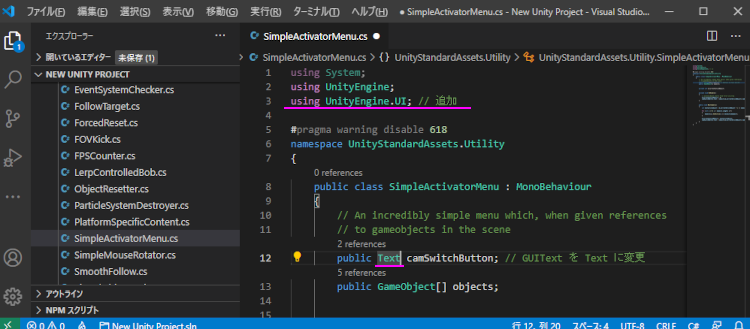 ファイル(F) 編集(E) 選択(S) 表示(V) 移動(G) 実行(R) ターミナル(T) ヘルプ(H) ● SimpleActivatorMenu.cs - New Unity Project - Visual Studio...
エクスプローラー
開いているエディター 未保存 (1)
NEW UNITY PROJECT
EventSystemChecker.cs
FollowTarget.cs
ForcedReset.cs
FOVKick.cs
FPSCounter.cs
LerpControlledBob.cs
ObjectResetter.cs
ParticleSystemDestroyer.cs
PlatformSpecificContent.cs
SimpleActivatorMenu.cs
SimpleMouseRotator.cs
SmoothFollow.cs
アウトライン
NPM スクリプト
1
SimpleActivatorMenu.cs ●
SimpleActivatorMenu.cs > {} UnityStandardAssets.Utility > UnityStandardAssets.Utility.SimpleActivatorMenu
1 using System;
2 using UnityEngine;
3 using UnityEngine.UI; // 追加
4
5 #pragma warning disable 618
6 namespace UnityStandardAssets.Utility
7 {
0 references
8 public class SimpleActivatorMenu : MonoBehaviour
9 {
10 // An incredibly simple menu which, when given references
11 // to gameobjects in the scene
2 references
12 public Text camSwitchButton; // GUIText を Text に変更
5 references
13 public GameObject[] objects;
0 0 New Unity Project.sln 行 12、列 20 スペース: 4 UTF-8 CRLF C#